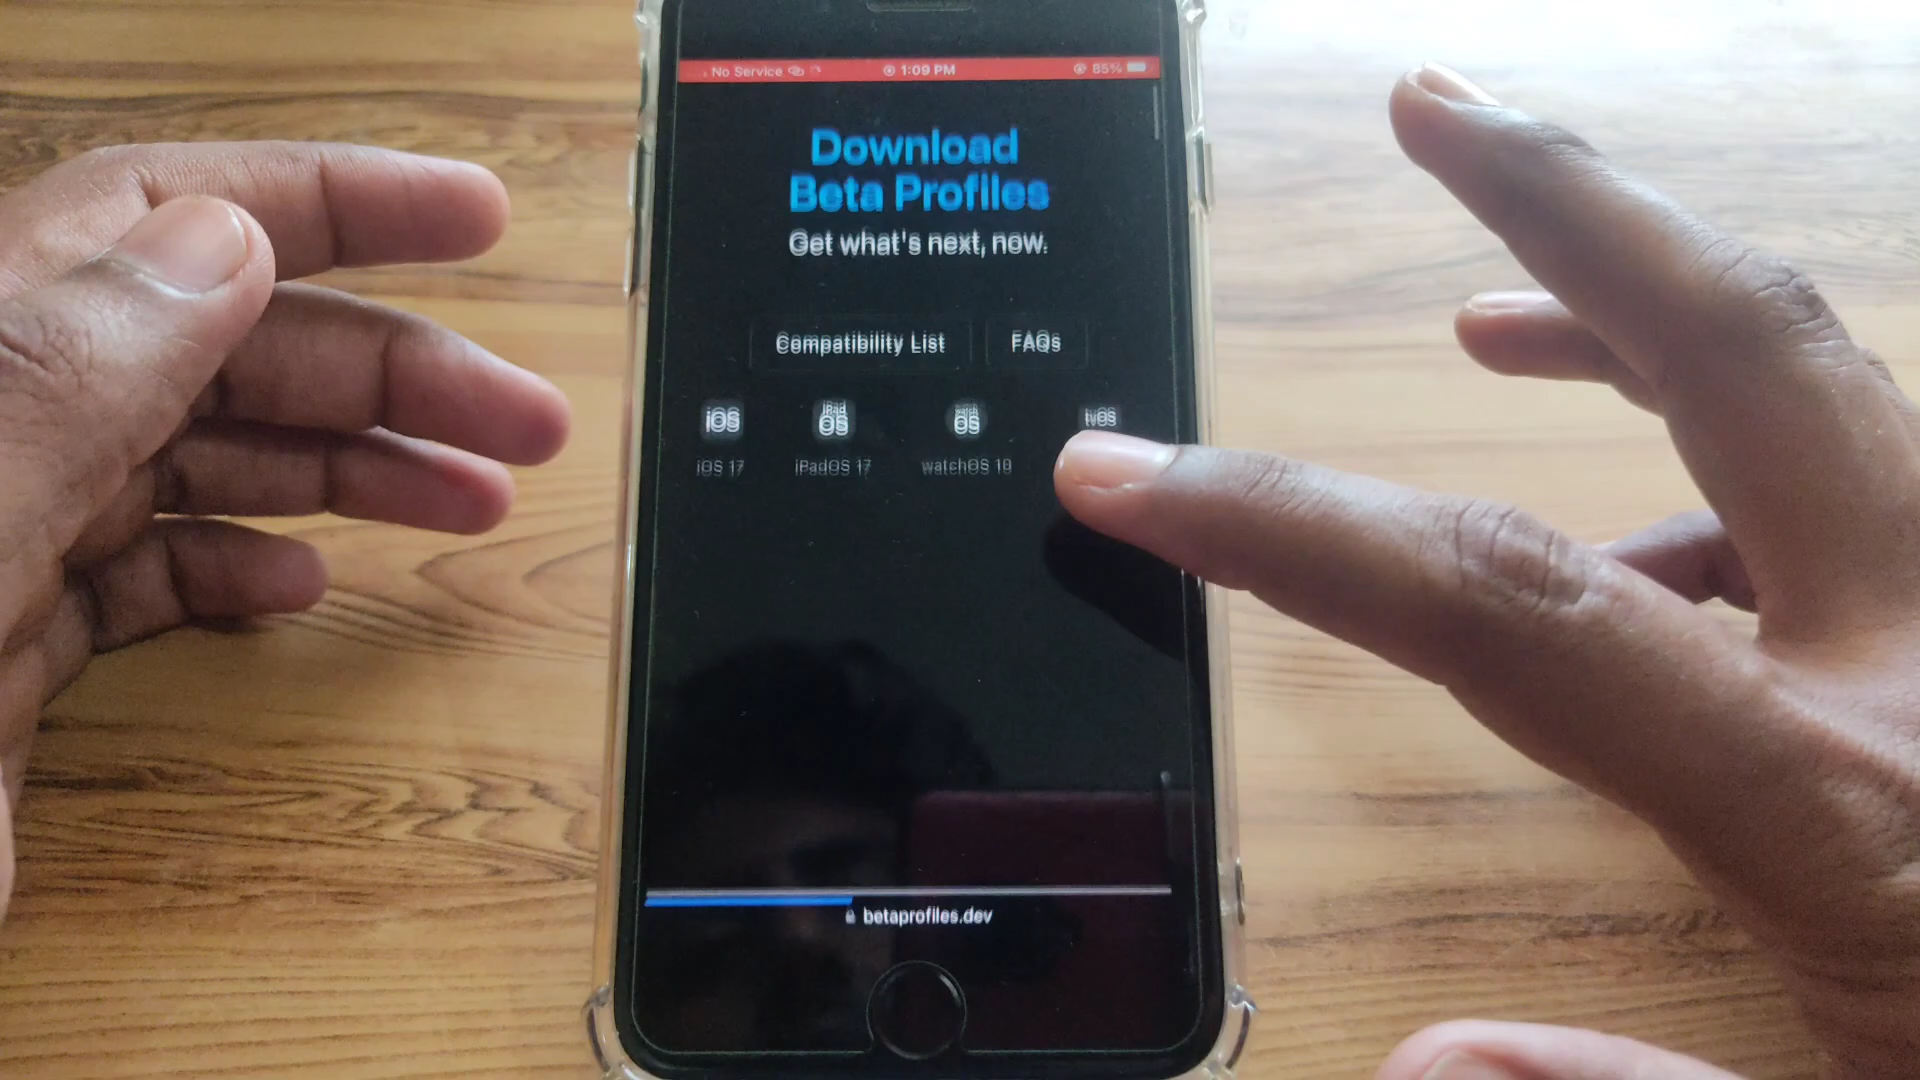 No Service 1:09 PM 85%
Download
Beta Profiles
Get what's next, now.
Compatibility List FAQs
iOS iPad OS watch OS tvOS
iOS 17 iPadOS 17 watchOS 10
betaprofiles.dev